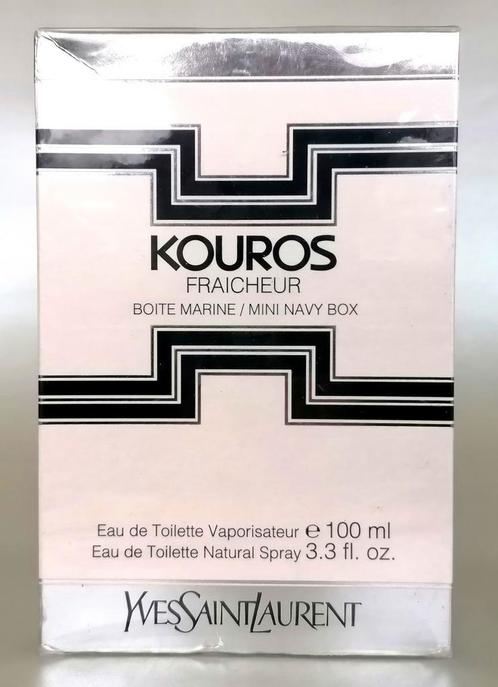 KOUROS
FRAICHEUR
BOITE MARINE / MINI NAVY BOX
Eau de Toilette Vaporisateur ℮ 100 ml
Eau de Toilette Natural Spray 3.3 fl. oz.
YVESSAINTLAURENT